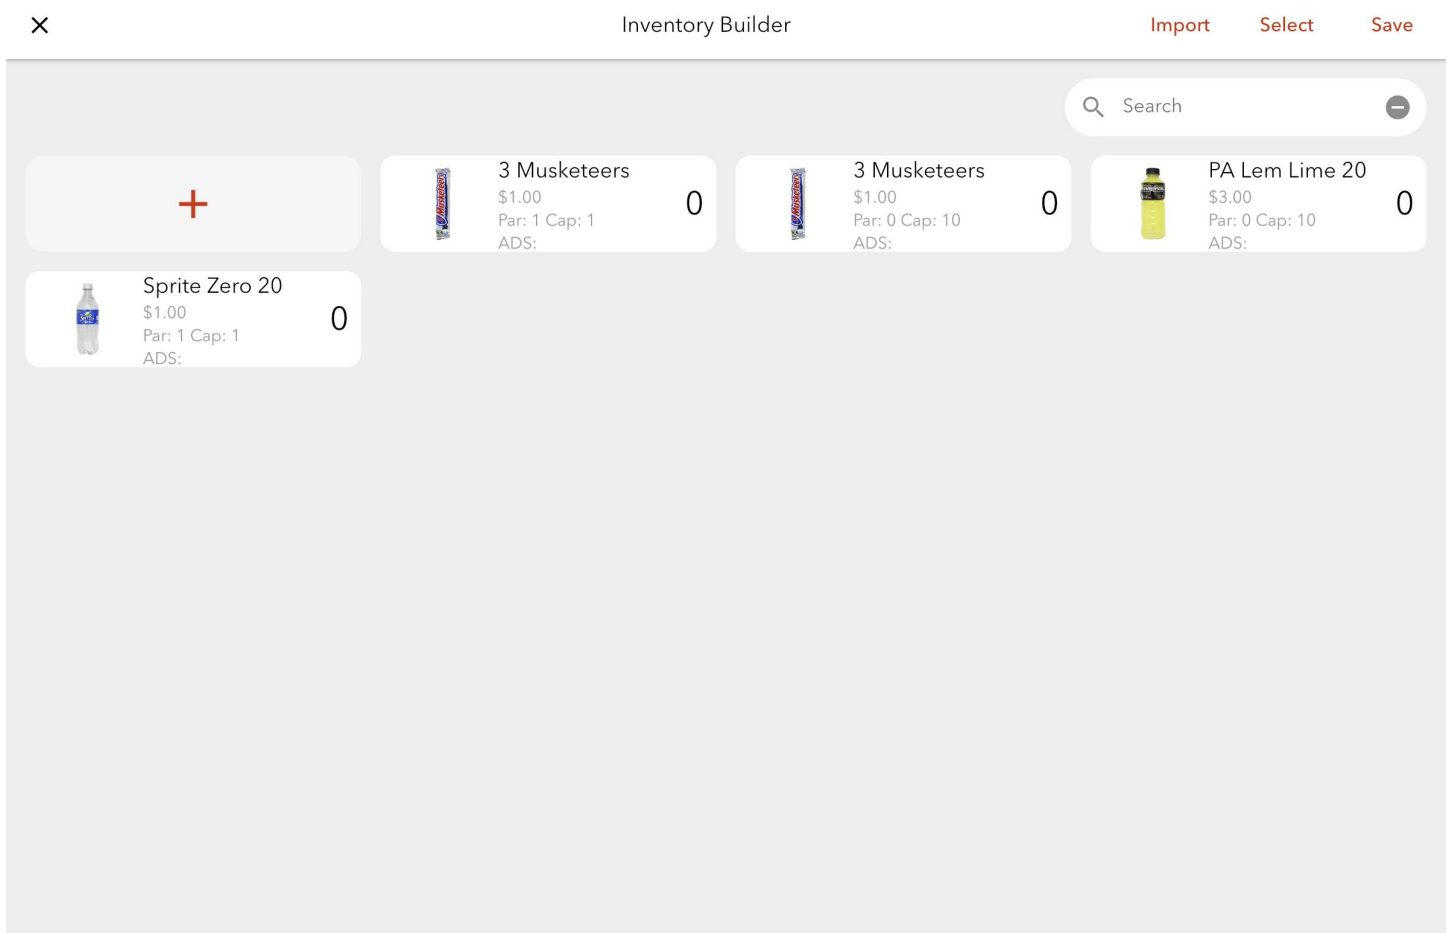 Inventory Builder
Import
Select
Save
Search
3 Musketeers
$1.00
Par: 1 Cap: 1
ADS:
0
3 Musketeers
$1.00
Par: 0 Cap: 10
ADS:
0
PA Lem Lime 20
$3.00
Par: 0 Cap: 10
ADS:
0
Sprite Zero 20
$1.00
Par: 1 Cap: 1
ADS:
0